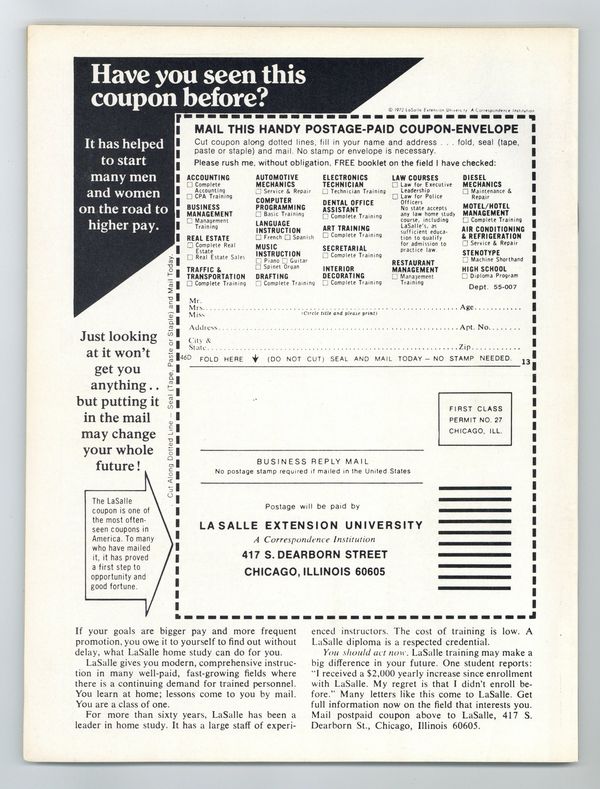 Have you seen this
coupon before?
It has helped
to start
many men
and women
on the road to
higher pay.
Just looking
at it won't
get you
anything . .
but putting it
in the mail
may change
your whole
future!
The LaSalle
coupon is one of
the most often-
seen coupons in
America. To many
who have mailed
it, it has proved
a first step to
opportunity and
good fortune.
© 1972 LaSalle Extension University A Correspondence Institution
Cut Along Dotted Line — Seal (Tape, Paste or Staple) and Mail Today.
MAIL THIS HANDY POSTAGE-PAID COUPON-ENVELOPE
Cut coupon along dotted lines, fill in your name and address . . . fold, seal (tape,
paste or staple) and mail. No stamp or envelope is necessary.
Please rush me, without obligation, FREE booklet on the field I have checked:
ACCOUNTING
☐ Complete
Accounting
☐ CPA Training
BUSINESS
MANAGEMENT
☐ Management
Training
REAL ESTATE
☐ Complete Real
Estate
☐ Real Estate Sales
TRAFFIC &
TRANSPORTATION
☐ Complete Training
AUTOMOTIVE
MECHANICS
☐ Service & Repair
COMPUTER
PROGRAMMING
☐ Basic Training
LANGUAGE
INSTRUCTION
☐ French ☐ Spanish
MUSIC
INSTRUCTION
☐ Piano ☐ Guitar
☐ Spinet Organ
DRAFTING
☐ Complete Training
ELECTRONICS
TECHNICIAN
☐ Technician Training
DENTAL OFFICE
ASSISTANT
☐ Complete Training
ART TRAINING
☐ Complete Training
SECRETARIAL
☐ Complete Training
INTERIOR
DECORATING
☐ Complete Training
LAW COURSES
☐ Law for Executive
Leadership
☐ Law for Police
Officers
No state accepts
any law home study
course, including
LaSalle's, as
sufficient educa-
tion to qualify
for admission to
practice law.
RESTAURANT
MANAGEMENT
☐ Management
Training
DIESEL
MECHANICS
☐ Maintenance &
Repair
MOTEL/HOTEL
MANAGEMENT
☐ Complete Training
AIR CONDITIONING
& REFRIGERATION
☐ Service & Repair
STENOTYPE
☐ Machine Shorthand
HIGH SCHOOL
☐ Diploma Program
Dept. 55-007
Mr.
Mrs. Age
Miss (Circle title and please print)
Address Apt. No.
City &
State Zip
46D FOLD HERE (DO NOT CUT) SEAL AND MAIL TODAY — NO STAMP NEEDED. 13
FIRST CLASS
PERMIT NO. 27
CHICAGO, ILL.
BUSINESS REPLY MAIL
No postage stamp required if mailed in the United States
Postage will be paid by
LA SALLE EXTENSION UNIVERSITY
A Correspondence Institution
417 S. DEARBORN STREET
CHICAGO, ILLINOIS 60605
If your goals are bigger pay and more frequent
promotion, you owe it to yourself to find out without
delay, what LaSalle home study can do for you.
LaSalle gives you modern, comprehensive instruc-
tion in many well-paid, fast-growing fields where
there is a continuing demand for trained personnel.
You learn at home; lessons come to you by mail.
You are a class of one.
For more than sixty years, LaSalle has been a
leader in home study. It has a large staff of experi-
enced instructors. The cost of training is low. A
LaSalle diploma is a respected credential.
You should act now. LaSalle training may make a
big difference in your future. One student reports:
"I received a $2,000 yearly increase since enrollment
with LaSalle. My regret is that I didn't enroll be-
fore." Many letters like this come to LaSalle. Get
full information now on the field that interests you.
Mail postpaid coupon above to LaSalle, 417 S.
Dearborn St., Chicago, Illinois 60605.